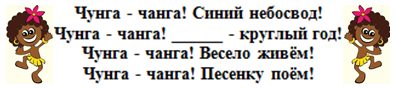 Чунга - чанга! Синий небосвод!
Чунга - чанга! ______ - круглый год!
Чунга - чанга! Весело живём!
Чунга - чанга! Песенку поём!